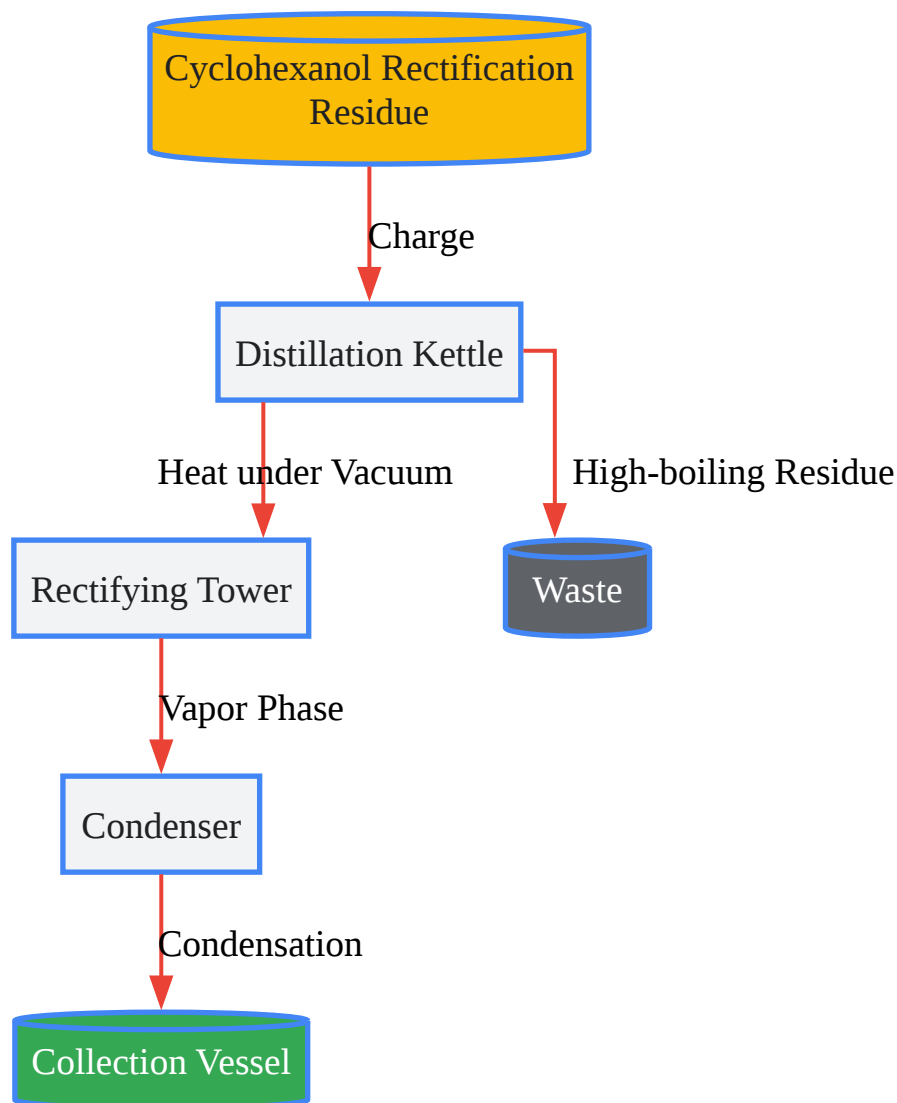 Cyclohexanol Rectification
Residue
Charge
Distillation Kettle
Heat under Vacuum
High-boiling Residue
Rectifying Tower
Waste
Vapor Phase
Condenser
Condensation
Collection Vessel